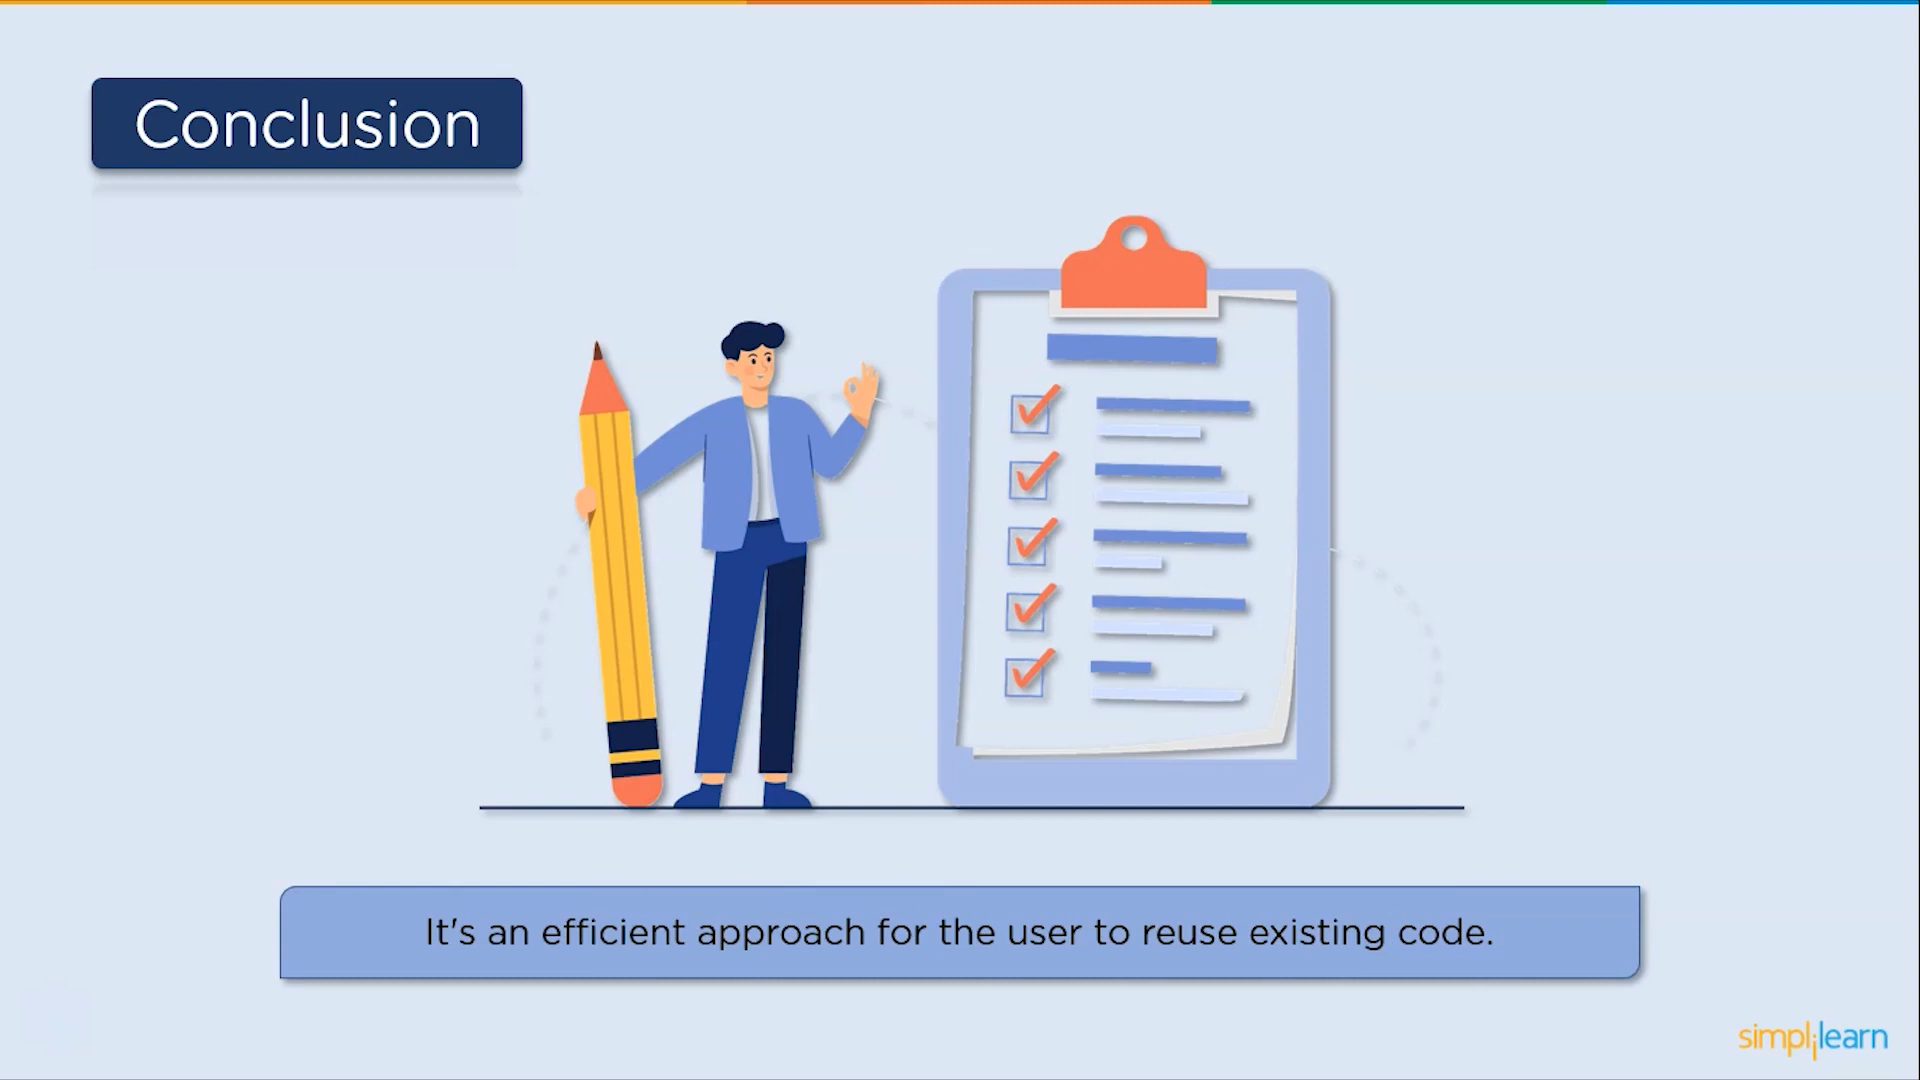 Conclusion
It's an efficient approach for the user to reuse existing code.
simplilearn